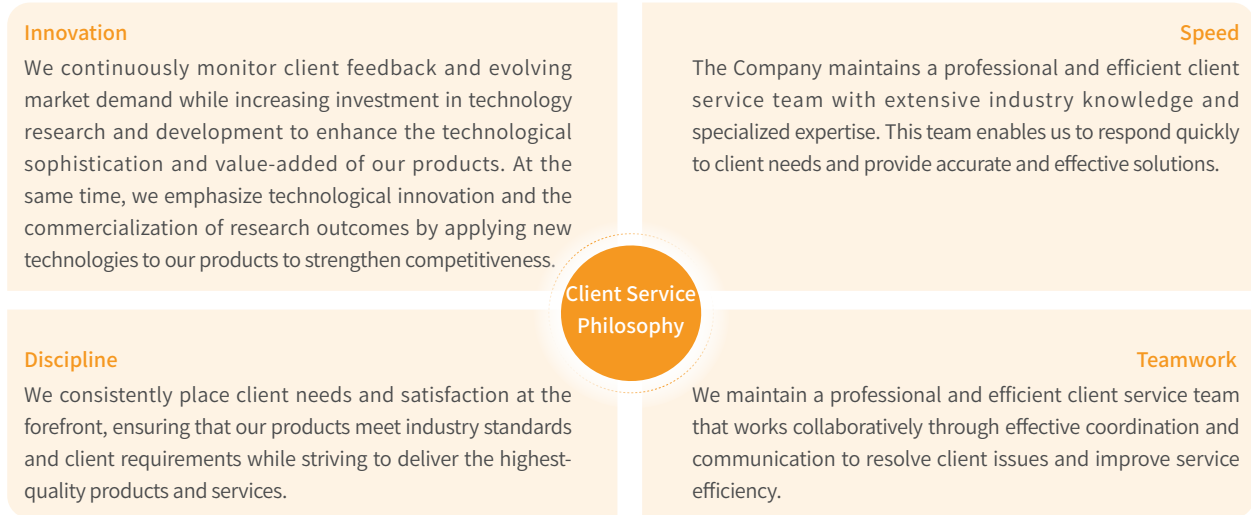 Innovation
We continuously monitor client feedback and evolving
market demand while increasing investment in technology
research and development to enhance the technological
sophistication and value-added of our products. At the
same time, we emphasize technological innovation and the
commercialization of research outcomes by applying new
technologies to our products to strengthen competitiveness.
Speed
The Company maintains a professional and efficient client
service team with extensive industry knowledge and
specialized expertise. This team enables us to respond quickly
to client needs and provide accurate and effective solutions.
Client Service
Philosophy
Discipline
We consistently place client needs and satisfaction at the
forefront, ensuring that our products meet industry standards
and client requirements while striving to deliver the highest-
quality products and services.
Teamwork
We maintain a professional and efficient client service team
that works collaboratively through effective coordination and
communication to resolve client issues and improve service
efficiency.